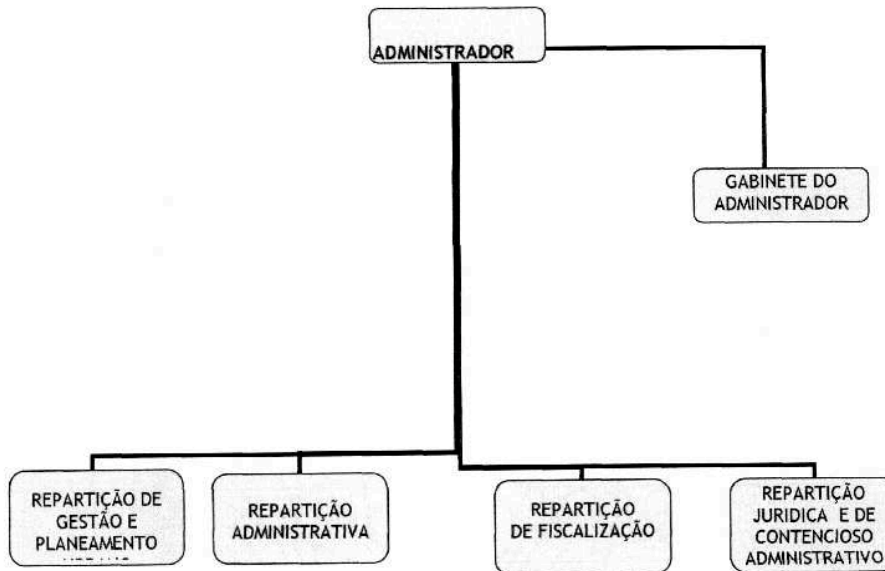 ADMINISTRADOR
GABINETE DO
ADMINISTRADOR
REPARTIÇÃO DE
GESTÃO E
PLANEAMENTO
REPARTIÇÃO
ADMINISTRATIVA
REPARTIÇÃO
DE FISCALIZAÇÃO
REPARTIÇÃO
JURIDICA E DE
CONTENCIOSO
ADMINISTRATIVO